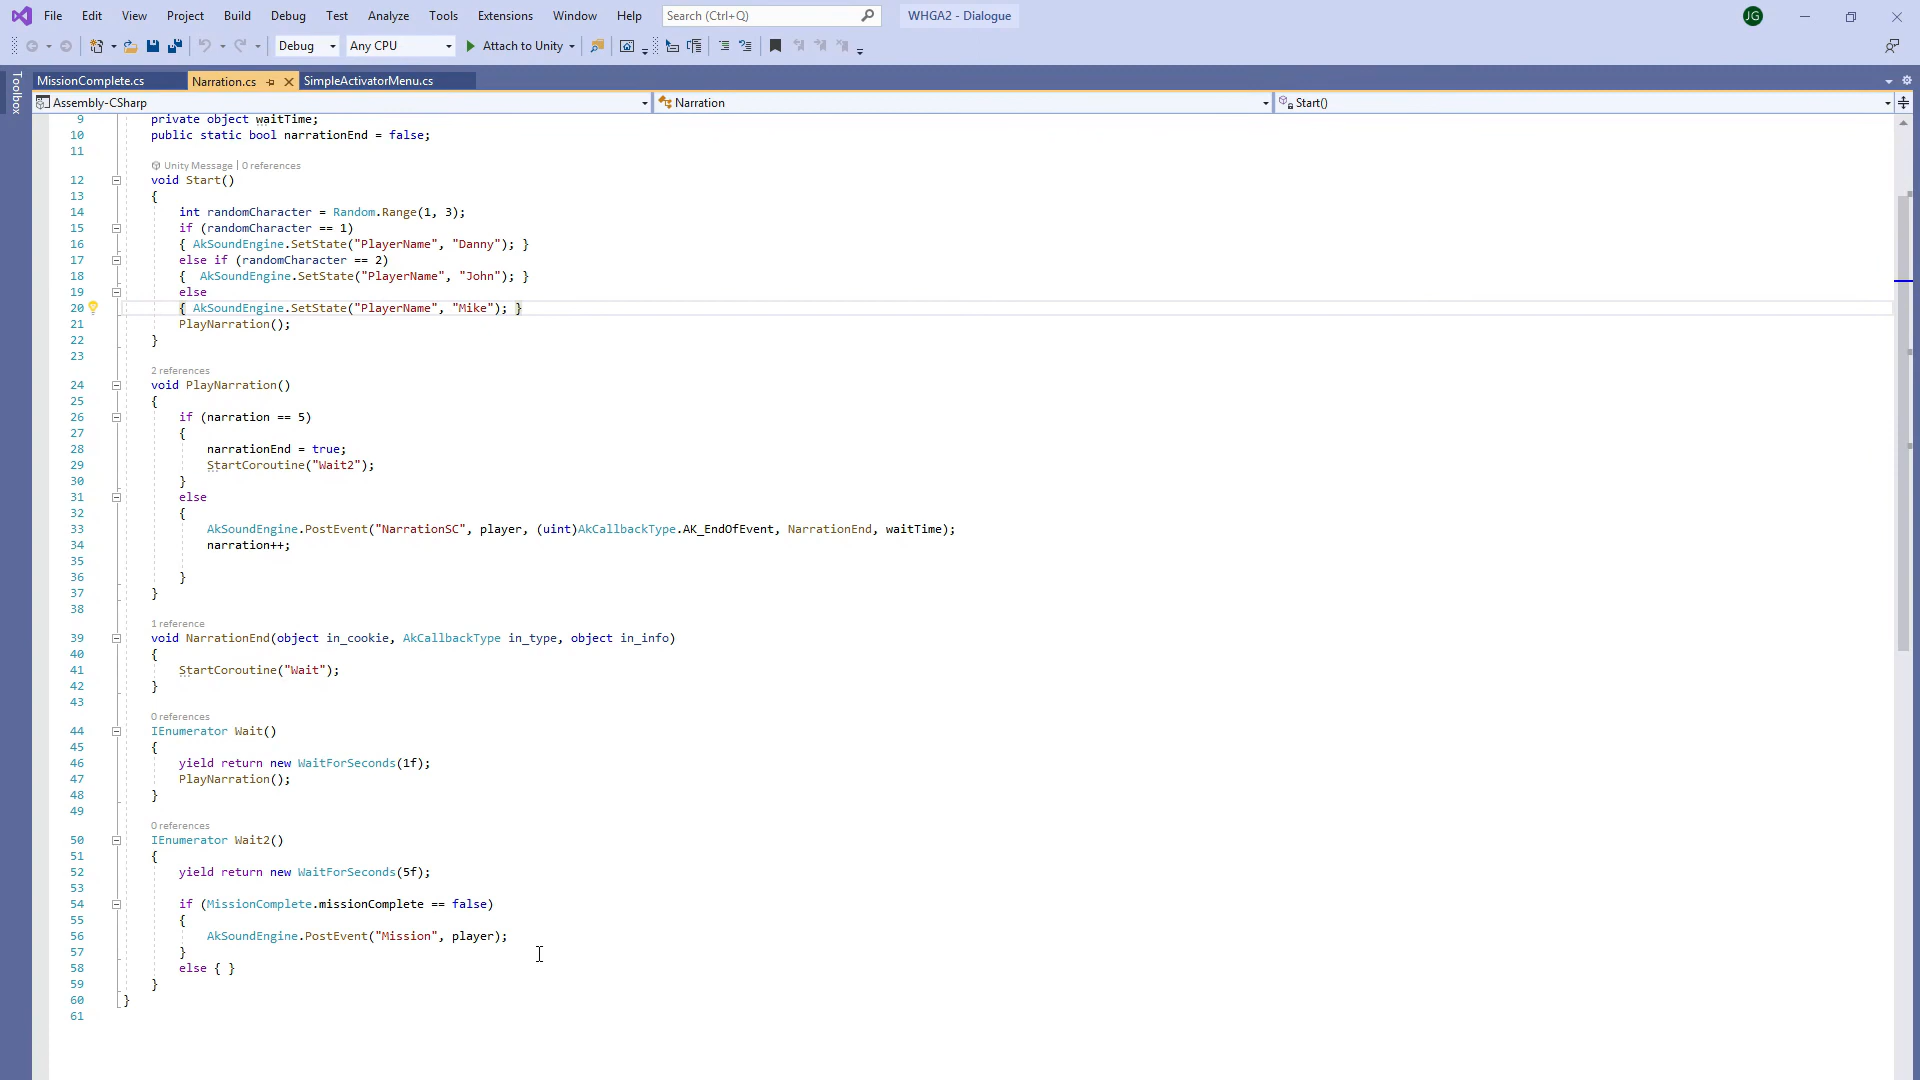 File Edit View Project Build Debug Test Analyze Tools Extensions Window Help Search (Ctrl+Q) WHGA2 - Dialogue JG
Debug Any CPU Attach to Unity
Toolbox
MissionComplete.cs Narration.cs SimpleActivatorMenu.cs
Assembly-CSharp Narration Start()
9 private object waitTime;
10 public static bool narrationEnd = false;
11
Unity Message | 0 references
12 void Start()
13 {
14 int randomCharacter = Random.Range(1, 3);
15 if (randomCharacter == 1)
16 { AkSoundEngine.SetState("PlayerName", "Danny"); }
17 else if (randomCharacter == 2)
18 {  AkSoundEngine.SetState("PlayerName", "John"); }
19 else
20 { AkSoundEngine.SetState("PlayerName", "Mike"); }
21 PlayNarration();
22 }
23
2 references
24 void PlayNarration()
25 {
26 if (narration == 5)
27 {
28 narrationEnd = true;
29 StartCoroutine("Wait2");
30 }
31 else
32 {
33 AkSoundEngine.PostEvent("NarrationSC", player, (uint)AkCallbackType.AK_EndOfEvent, NarrationEnd, waitTime);
34 narration++;
35
36 }
37 }
38
1 reference
39 void NarrationEnd(object in_cookie, AkCallbackType in_type, object in_info)
40 {
41 StartCoroutine("Wait");
42 }
43
0 references
44 IEnumerator Wait()
45 {
46 yield return new WaitForSeconds(1f);
47 PlayNarration();
48 }
49
0 references
50 IEnumerator Wait2()
51 {
52 yield return new WaitForSeconds(5f);
53
54 if (MissionComplete.missionComplete == false)
55 {
56 AkSoundEngine.PostEvent("Mission", player);
57 }
58 else { }
59 }
60 }
61